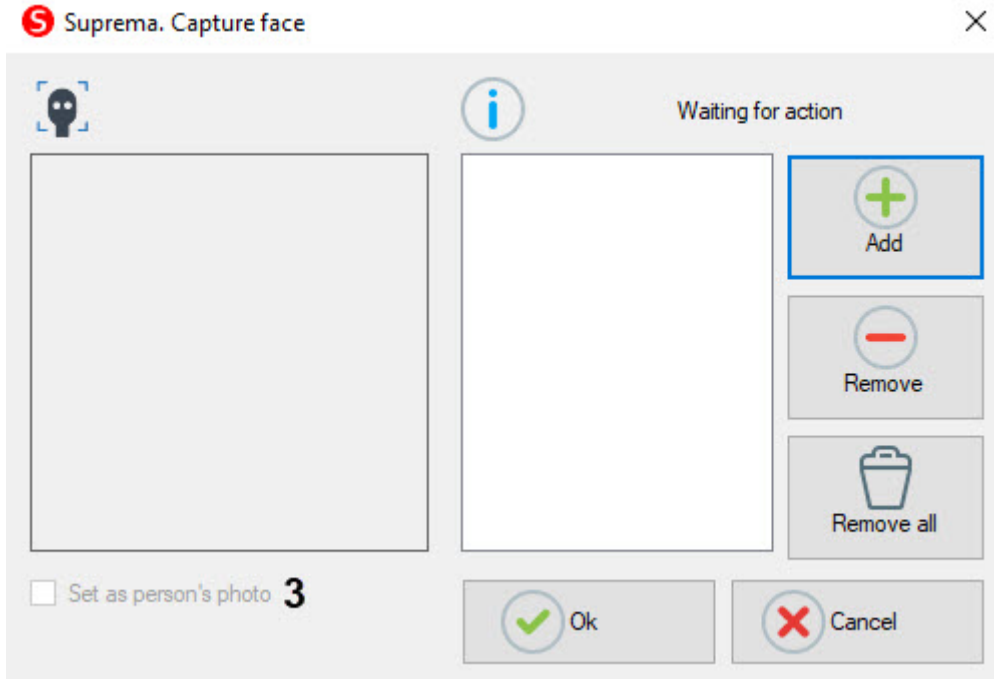 S Suprema. Capture face
i Waiting for action
Add
Remove
Remove all
Set as person's photo 3
Ok
Cancel